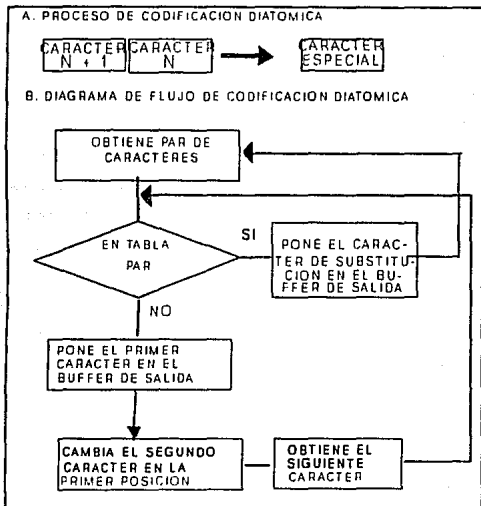 A. PROCESO DE CODIFICACION DIATOMICA
CARACTER
N + 1
CARACTER
N
CARACTER
ESPECIAL
B. DIAGRAMA DE FLUJO DE CODIFICACION DIATOMICA
OBTIENE PAR DE
CARACTERES
EN TABLA
PAR
SI
PONE EL CARAC-
TER DE SUBSTITU-
CION EN EL BU-
FFER DE SALIDA
NO
PONE EL PRIMER
CARACTER EN EL
BUFFER DE SALIDA
CAMBIA EL SEGUNDO
CARACTER EN LA
PRIMER POSICION
OBTIENE EL
SIGUIENTE
CARACTER